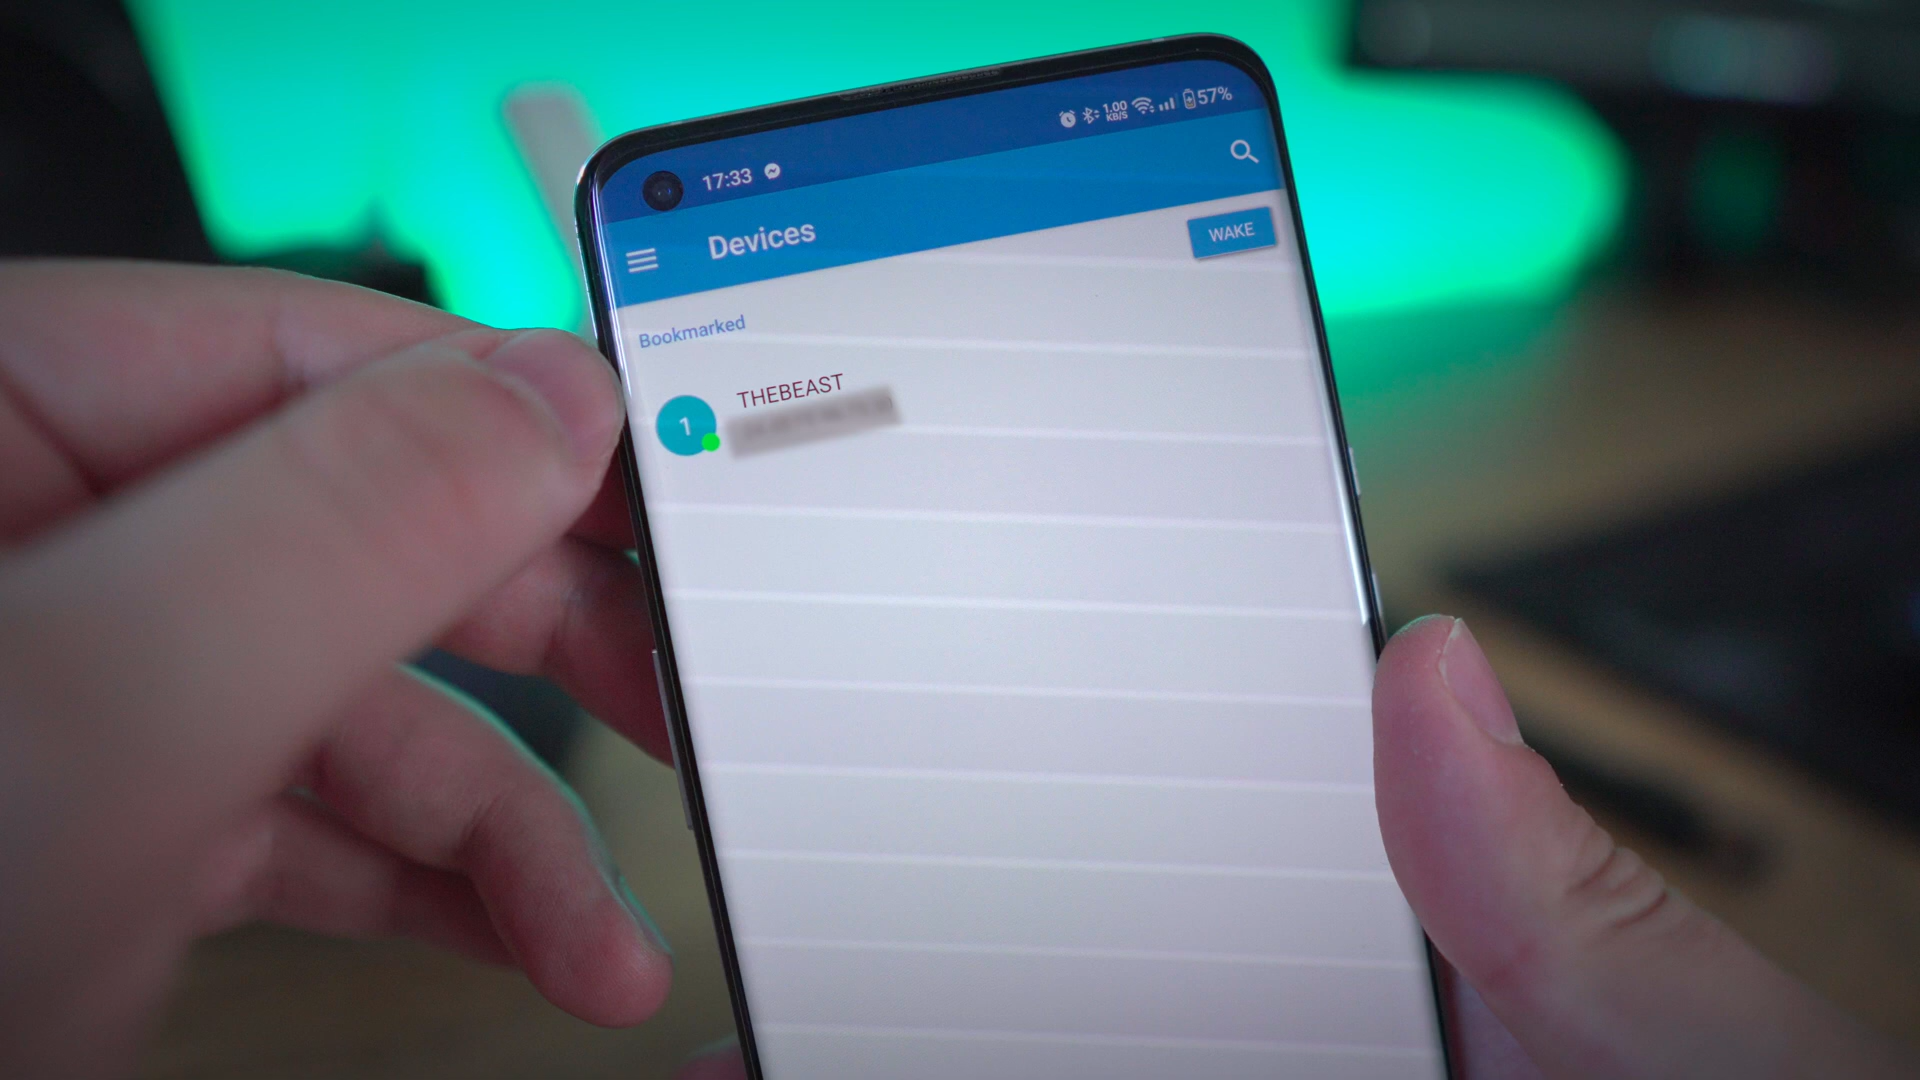 17:33
1.00
KB/S
57%
Devices
WAKE
Bookmarked
1
THEBEAST